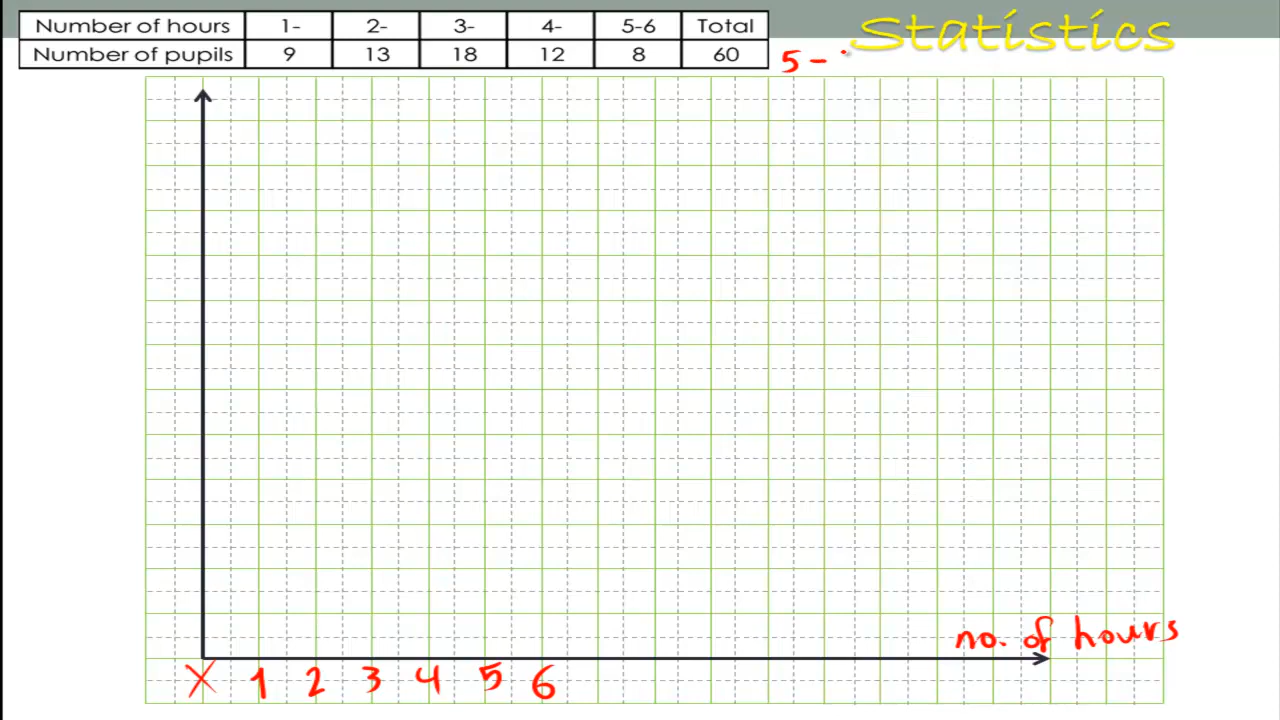 Number of hours 1- 2- 3- 4- 5-6 Total
Number of pupils 9 13 18 12 8 60
Statistics
5 -
no. of hours
X 1 2 3 4 5 6